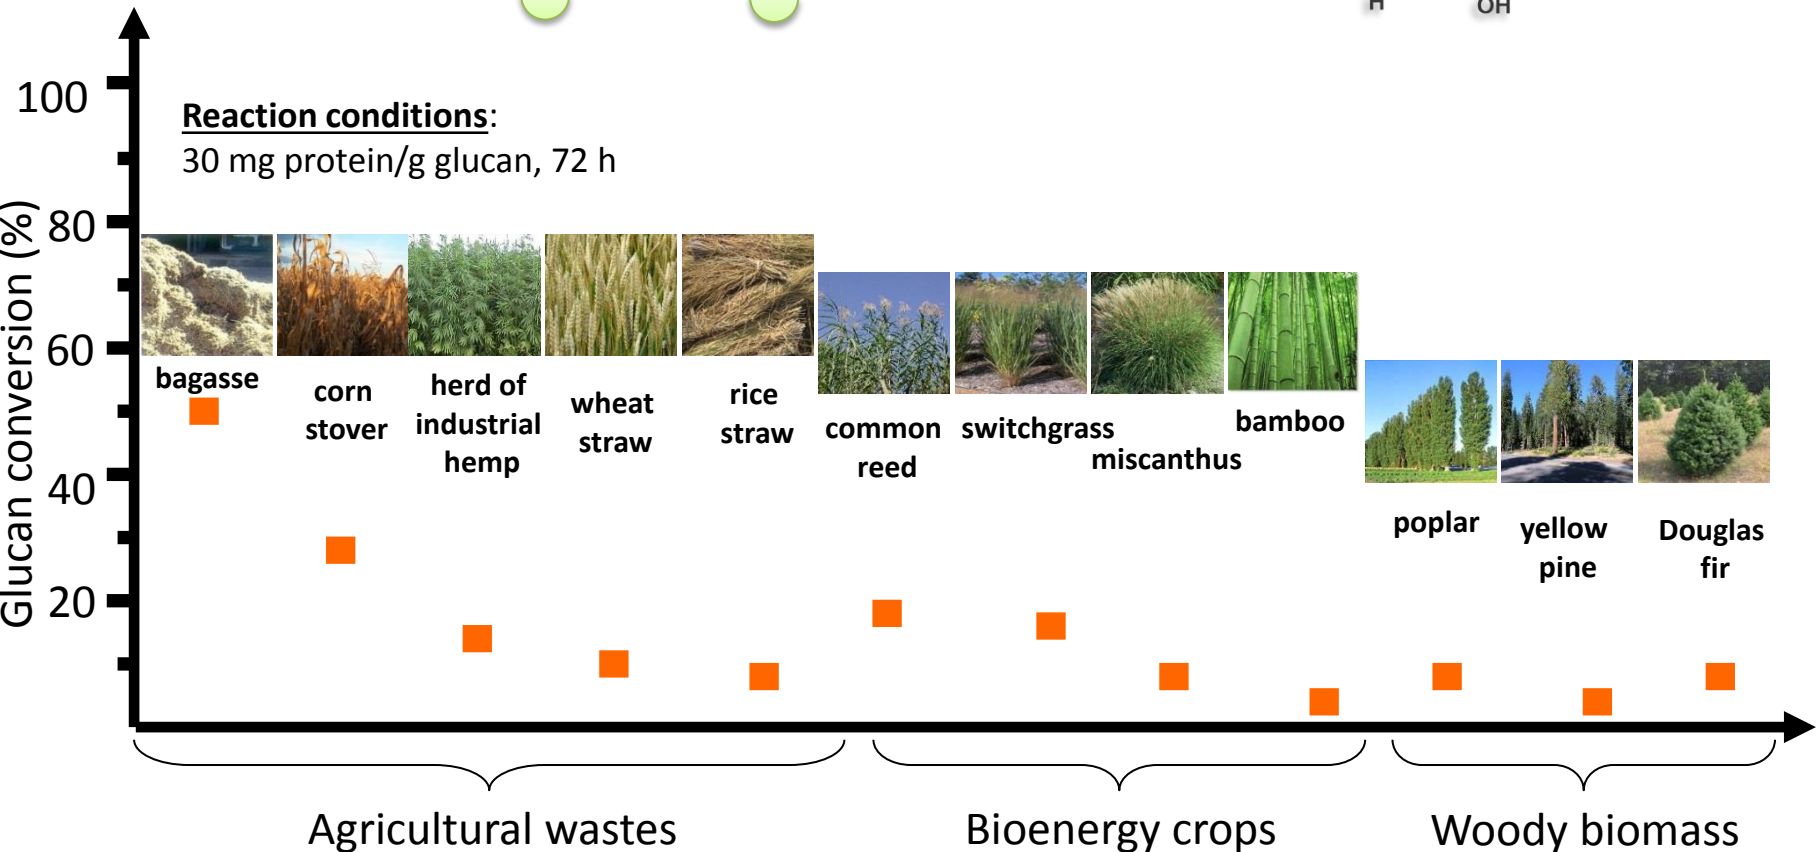 H
OH
100
80
60
40
20
Glucan conversion (%)
Reaction conditions:
30 mg protein/g glucan, 72 h
bagasse
corn
stover
herd of
industrial
hemp
wheat
straw
rice
straw
common
reed
switchgrass
miscanthus
bamboo
poplar
yellow
pine
Douglas
fir
Agricultural wastes
Bioenergy crops
Woody biomass